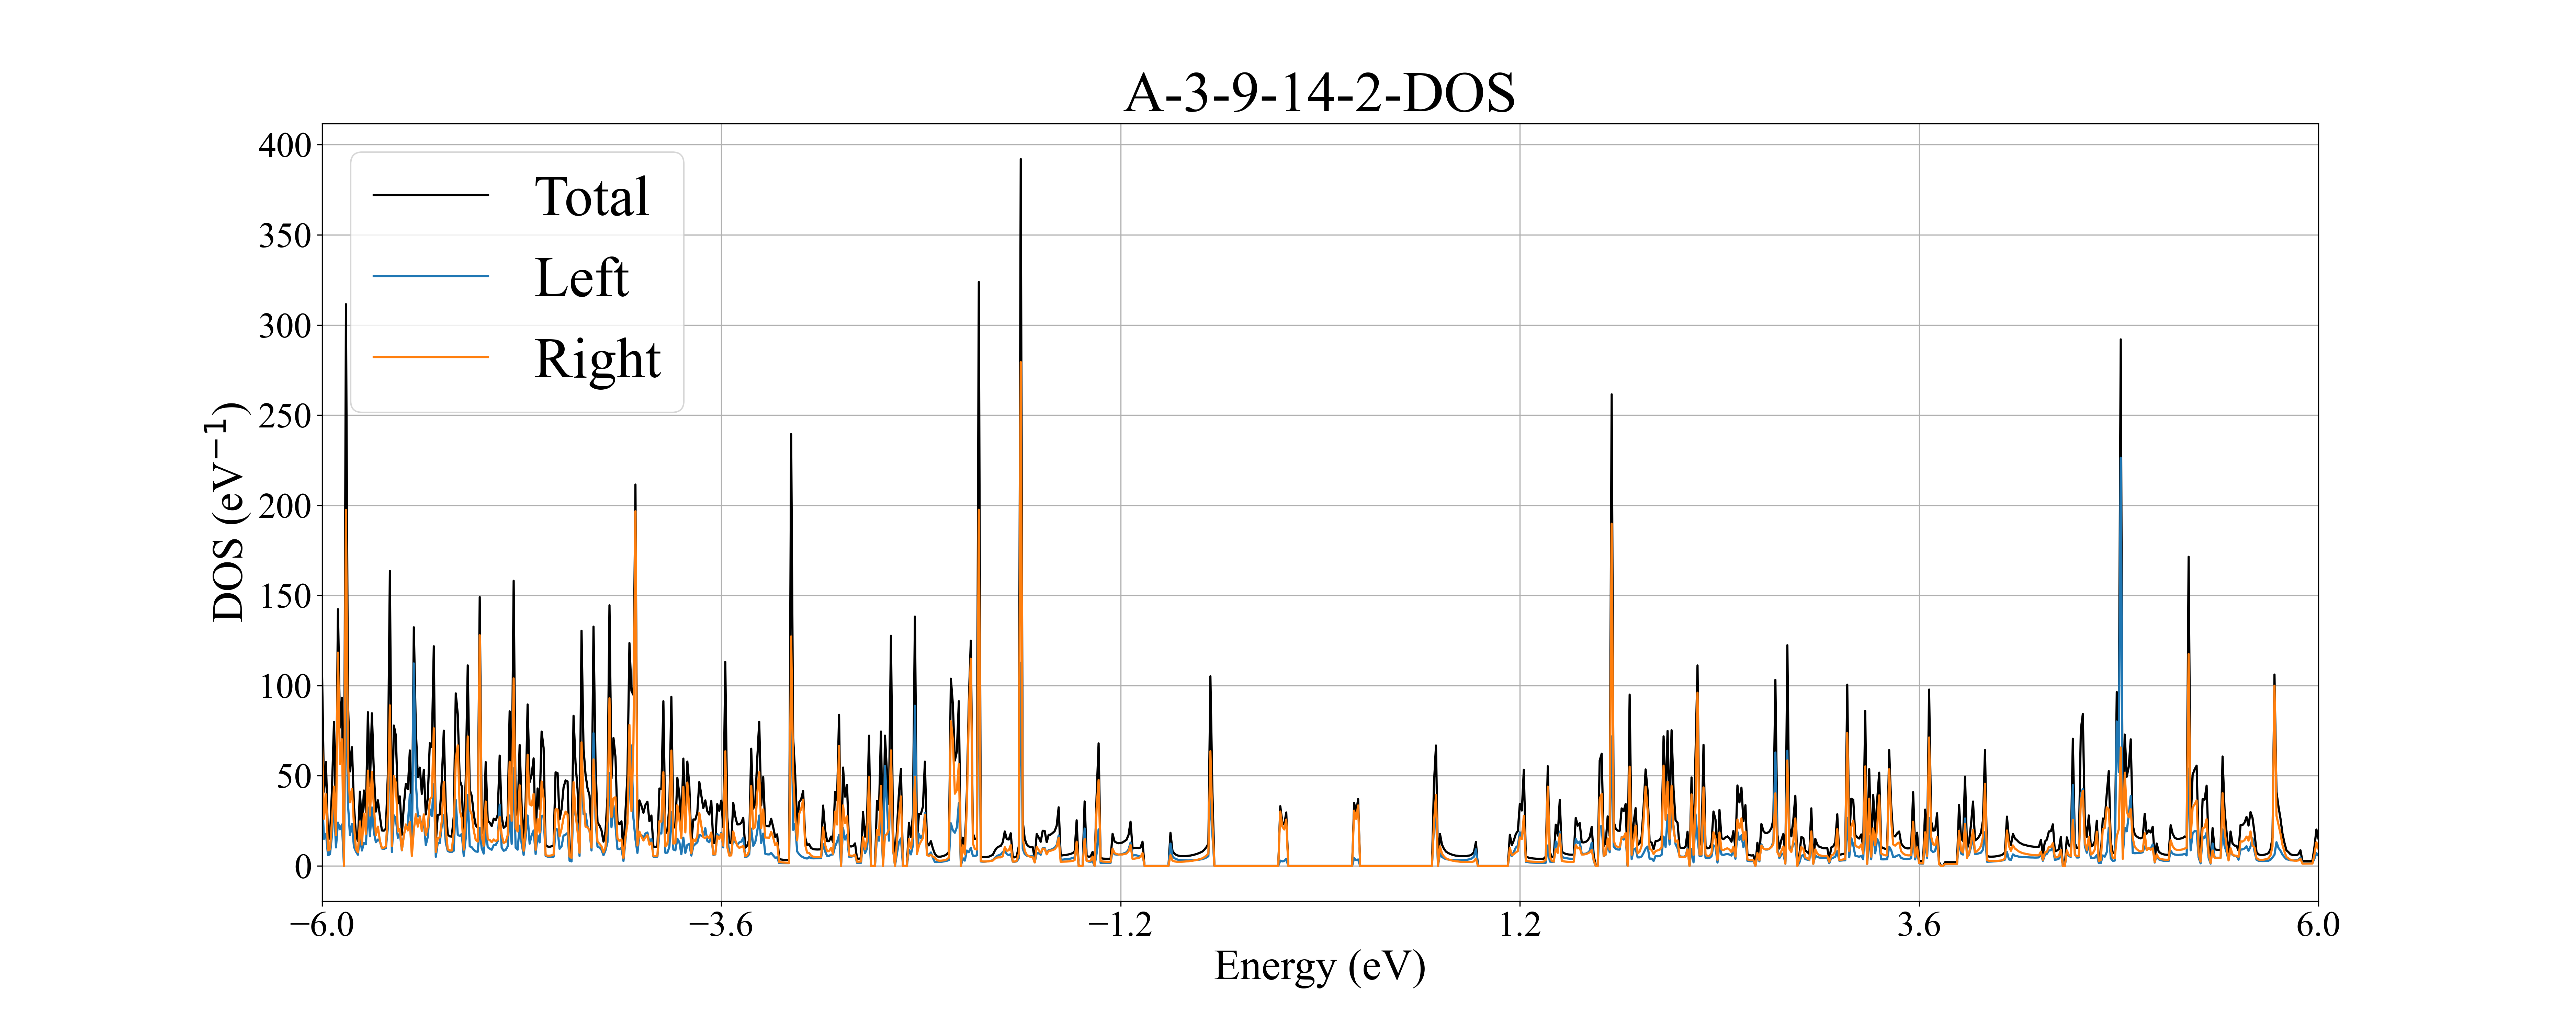 A-3-9-14-2-DOS
400
350
300
250
200
150
100
50
0
DOS (eV⁻¹)
Total
Left
Right
−6.0 −3.6 −1.2 1.2 3.6 6.0
Energy (eV)